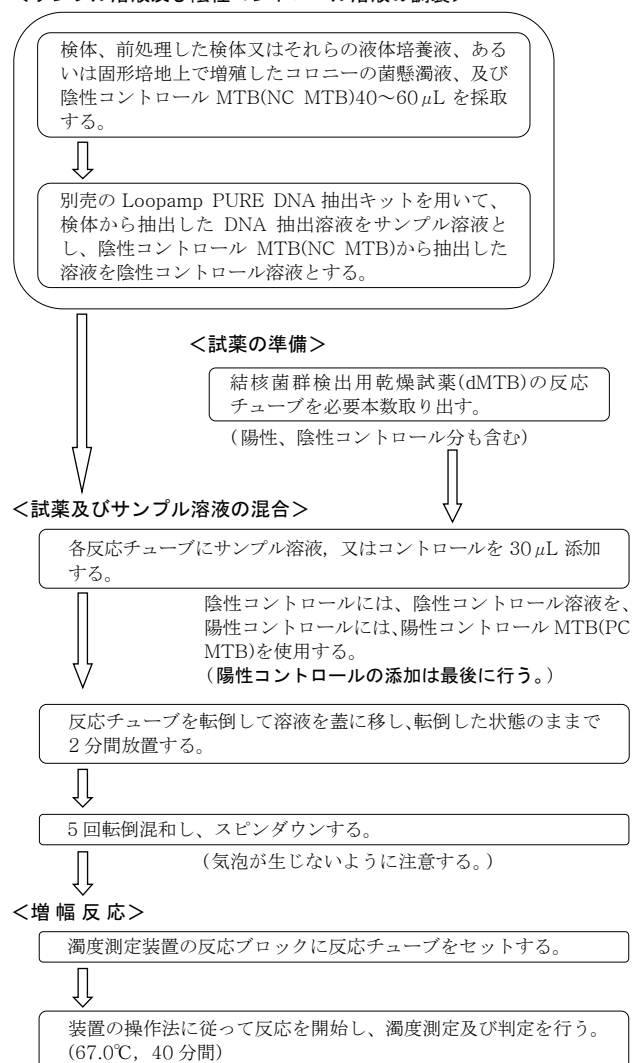 検体、前処理した検体又はそれらの液体培養液、ある
いは固形培地上で増殖したコロニーの菌懸濁液、及び
陰性コントロール MTB(NC MTB)40〜60μL を採取
する。
別売の Loopamp PURE DNA 抽出キットを用いて、
検体から抽出した DNA 抽出溶液をサンプル溶液と
し、陰性コントロール MTB(NC MTB)から抽出した
溶液を陰性コントロール溶液とする。
＜試薬の準備＞
結核菌群検出用乾燥試薬(dMTB)の反応
チューブを必要本数取り出す。
(陽性、陰性コントロール分も含む)
＜試薬及びサンプル溶液の混合＞
各反応チューブにサンプル溶液, 又はコントロールを 30μL 添加
する。
陰性コントロールには、陰性コントロール溶液を、
陽性コントロールには、陽性コントロール MTB(PC
MTB)を使用する。
(陽性コントロールの添加は最後に行う。)
反応チューブを転倒して溶液を蓋に移し、転倒した状態のままで
2分間放置する。
5回転倒混和し、スピンダウンする。
(気泡が生じないように注意する。)
＜増幅反応＞
濁度測定装置の反応ブロックに反応チューブをセットする。
装置の操作法に従って反応を開始し、濁度測定及び判定を行う。
(67.0℃, 40分間)